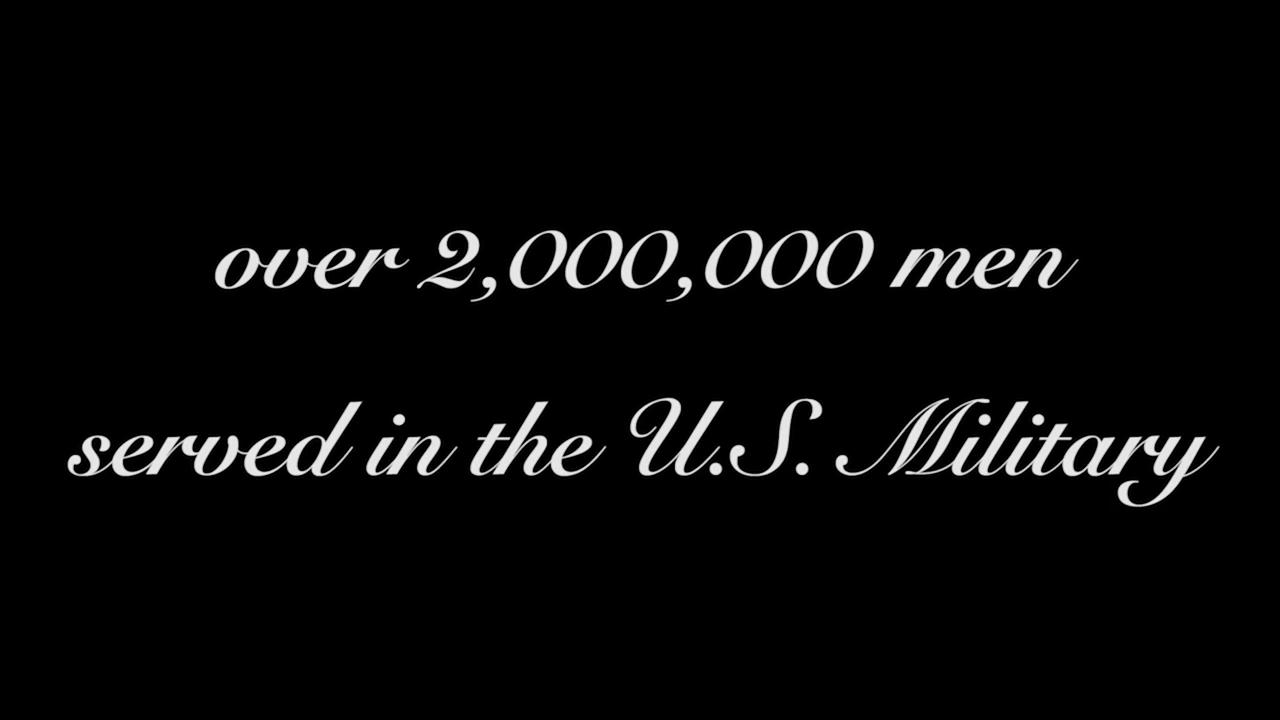 over 2,000,000 men
served in the U.S. Military